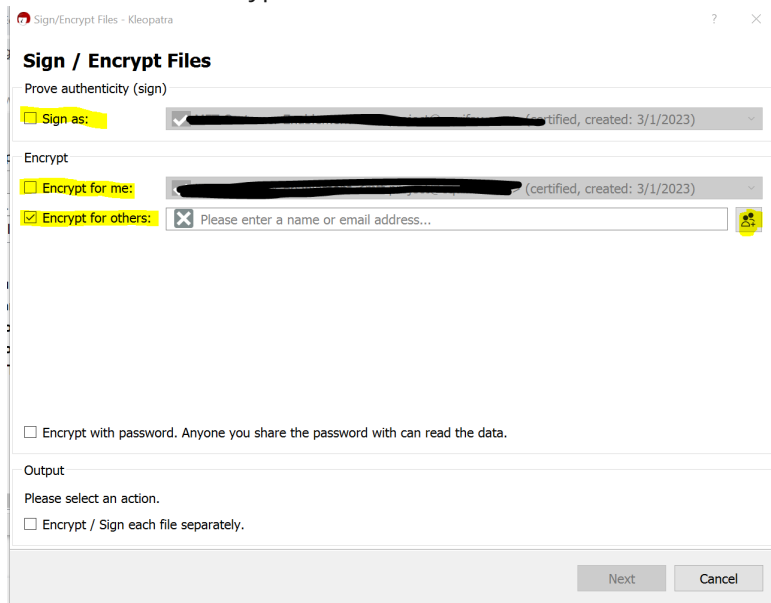 Sign/Encrypt Files - Kleopatra
?
Sign / Encrypt Files
Prove authenticity (sign)
Sign as:
(certified, created: 3/1/2023)
Encrypt
Encrypt for me:
(certified, created: 3/1/2023)
Encrypt for others:
Please enter a name or email address...
Encrypt with password. Anyone you share the password with can read the data.
Output
Please select an action.
Encrypt / Sign each file separately.
Next Cancel